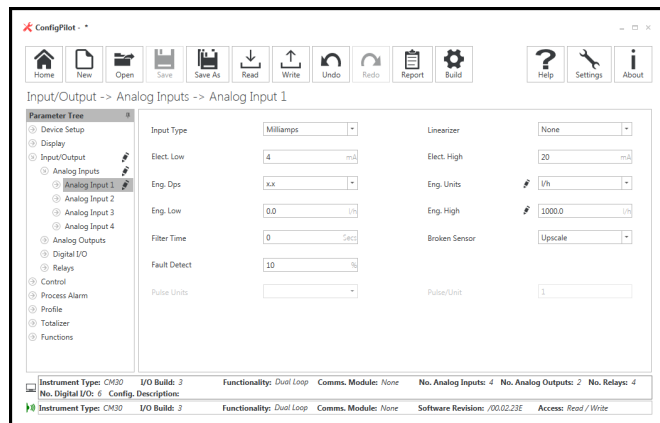 ConfigPilot - *
Home New Open Save Save As Read Write Undo Redo Report Build Help Settings About
Input/Output -> Analog Inputs -> Analog Input 1
Parameter Tree
Device Setup
Display
Input/Output
Analog Inputs
Analog Input 1
Analog Input 2
Analog Input 3
Analog Input 4
Analog Outputs
Digital I/O
Relays
Control
Process Alarm
Profile
Totalizer
Functions
Input Type Milliamps Linearizer None
Elect. Low 4 mA Elect. High 20 mA
Eng. Dps x.x Eng. Units l/h
Eng. Low 0.0 l/h Eng. High 1000.0 l/h
Filter Time 0 Secs Broken Sensor Upscale
Fault Detect 10 %
Pulse Units Pulse/Unit 1
Instrument Type: CM30 I/O Build: 3 Functionality: Dual Loop Comms. Module: None No. Analog Inputs: 4 No. Analog Outputs: 2 No. Relays: 4
No. Digital I/O: 6 Config. Description:
Instrument Type: CM30 I/O Build: 3 Functionality: Dual Loop Comms. Module: None Software Revision: /00.02.23E Access: Read / Write